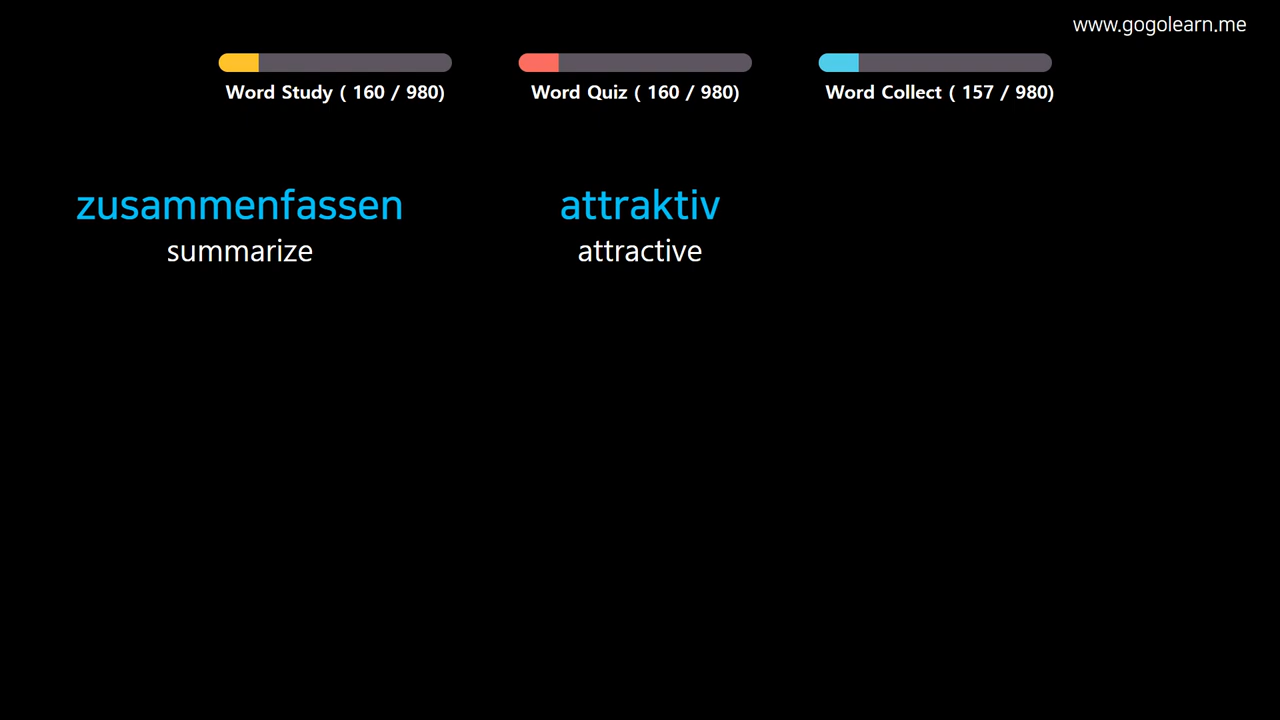 www.gogolearn.me
Word Study ( 160 / 980)
Word Quiz ( 160 / 980)
Word Collect ( 157 / 980)
zusammenfassen
summarize
attraktiv
attractive